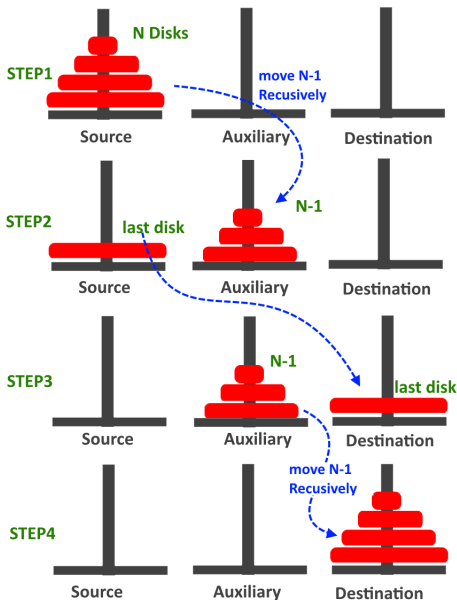 N Disks
STEP1
move N-1
Recusively
Source
Auxiliary
Destination
STEP2
last disk
N-1
Source
Auxiliary
Destination
STEP3
N-1
last disk
Source
Auxiliary
Destination
move N-1
Recusively
STEP4
Source
Auxiliary
Destination